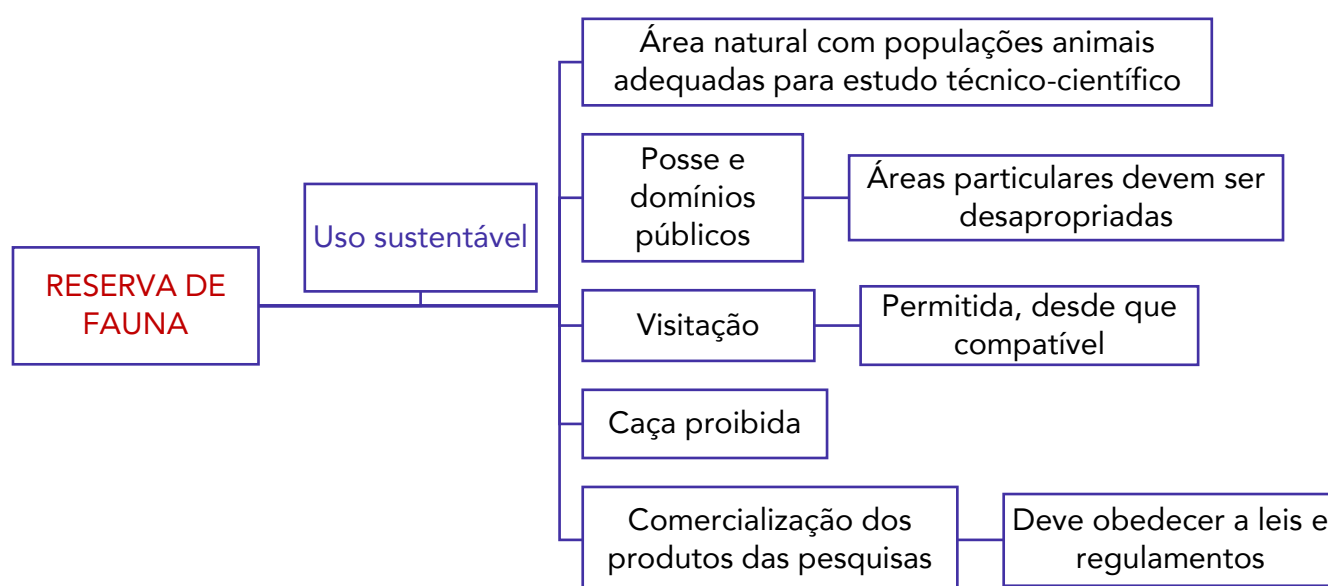 RESERVA DE
FAUNA
Uso sustentável
Área natural com populações animais
adequadas para estudo técnico-científico
Posse e
domínios
públicos
Áreas particulares devem ser
desapropriadas
Visitação
Permitida, desde que
compatível
Caça proibida
Comercialização dos
produtos das pesquisas
Deve obedecer a leis e
regulamentos